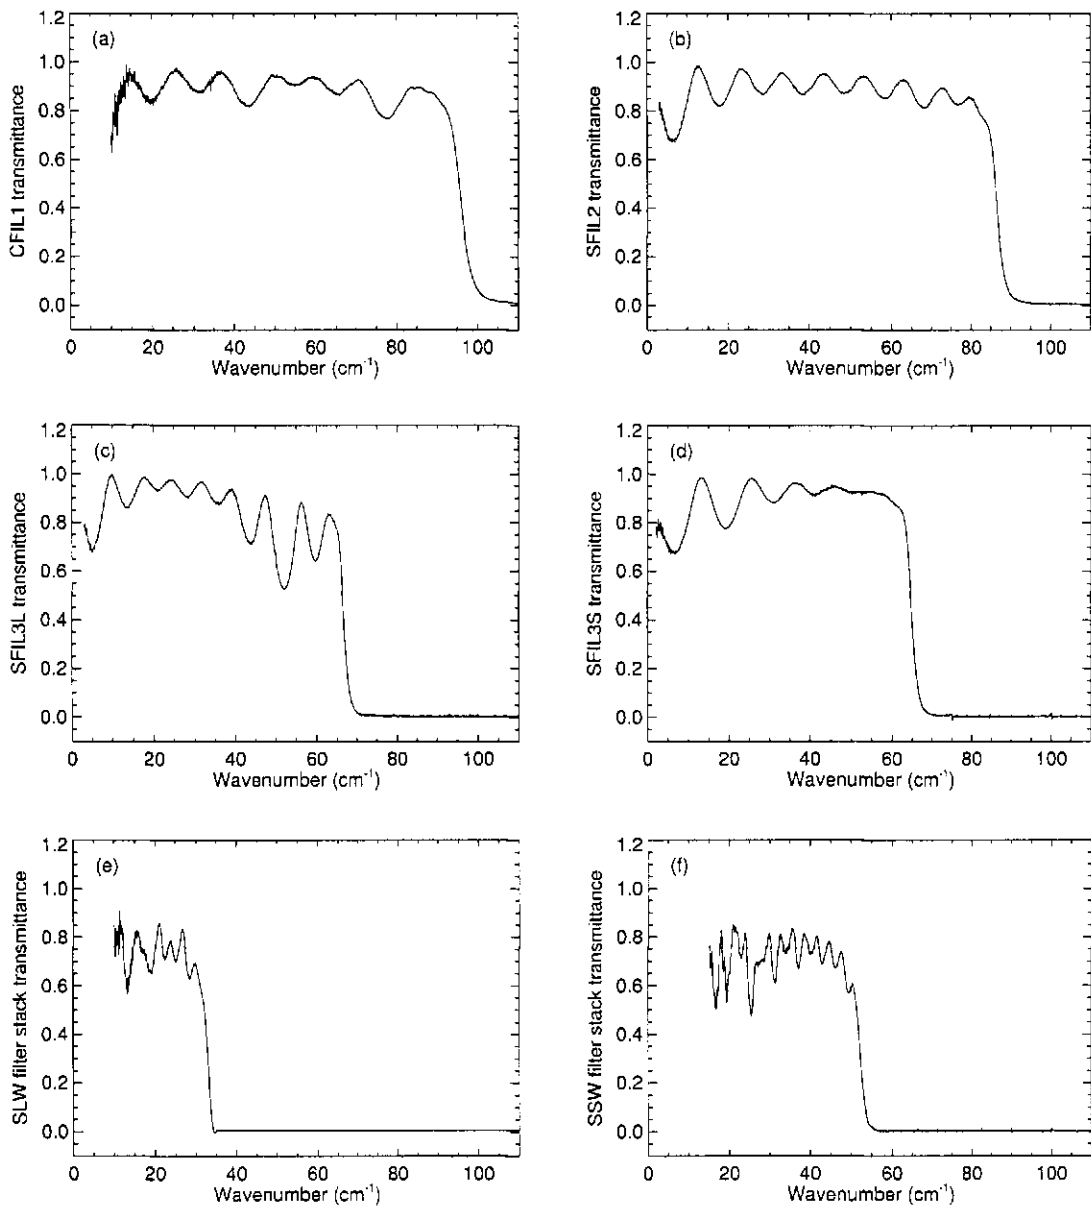 (a)
1.2
1.0
0.8
0.6
0.4
0.2
0.0
CFIL1 transmittance
0 20 40 60 80 100
Wavenumber (cm-1)
(b)
1.2
1.0
0.8
0.6
0.4
0.2
0.0
SFIL2 transmittance
0 20 40 60 80 100
Wavenumber (cm-1)
(c)
1.2
1.0
0.8
0.6
0.4
0.2
0.0
SFIL3L transmittance
0 20 40 60 80 100
Wavenumber (cm-1)
(d)
1.2
1.0
0.8
0.6
0.4
0.2
0.0
SFIL3S transmittance
0 20 40 60 80 100
Wavenumber (cm-1)
(e)
1.2
1.0
0.8
0.6
0.4
0.2
0.0
SLW filter stack transmittance
0 20 40 60 80 100
Wavenumber (cm-1)
(f)
1.2
1.0
0.8
0.6
0.4
0.2
0.0
SSW filter stack transmittance
0 20 40 60 80 100
Wavenumber (cm-1)